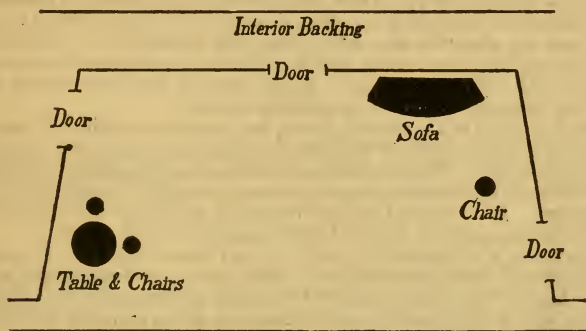 Interior Backing
Door
Door
Sofa
Chair
Door
Table & Chairs